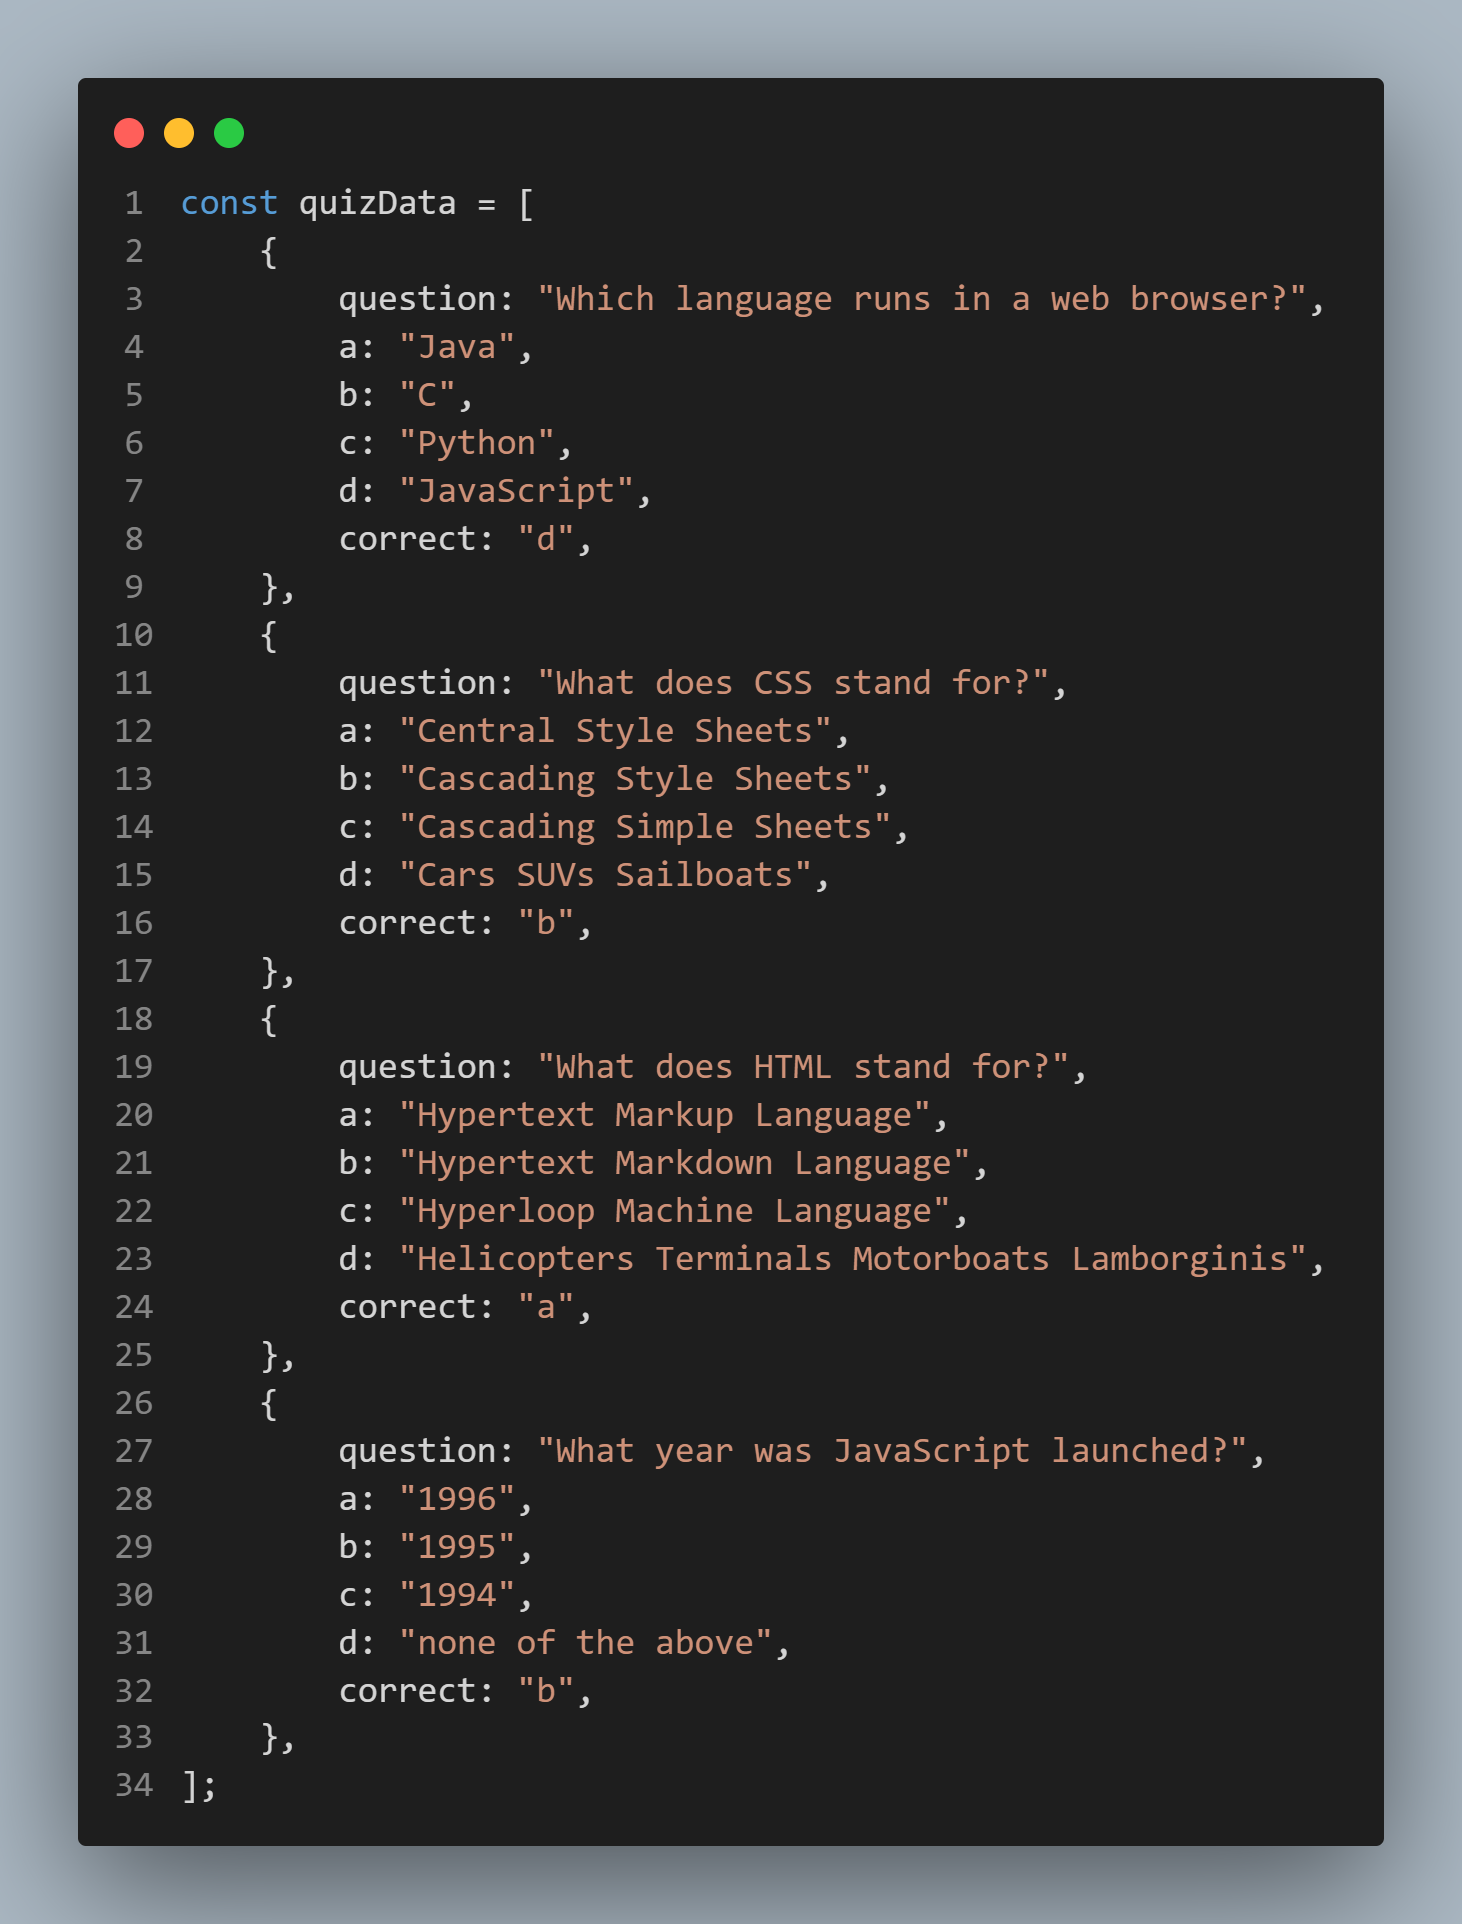 1 const quizData = [
2     {
3         question: "Which language runs in a web browser?",
4         a: "Java",
5         b: "C",
6         c: "Python",
7         d: "JavaScript",
8         correct: "d",
9     },
10     {
11         question: "What does CSS stand for?",
12         a: "Central Style Sheets",
13         b: "Cascading Style Sheets",
14         c: "Cascading Simple Sheets",
15         d: "Cars SUVs Sailboats",
16         correct: "b",
17     },
18     {
19         question: "What does HTML stand for?",
20         a: "Hypertext Markup Language",
21         b: "Hypertext Markdown Language",
22         c: "Hyperloop Machine Language",
23         d: "Helicopters Terminals Motorboats Lamborginis",
24         correct: "a",
25     },
26     {
27         question: "What year was JavaScript launched?",
28         a: "1996",
29         b: "1995",
30         c: "1994",
31         d: "none of the above",
32         correct: "b",
33     },
34 ];